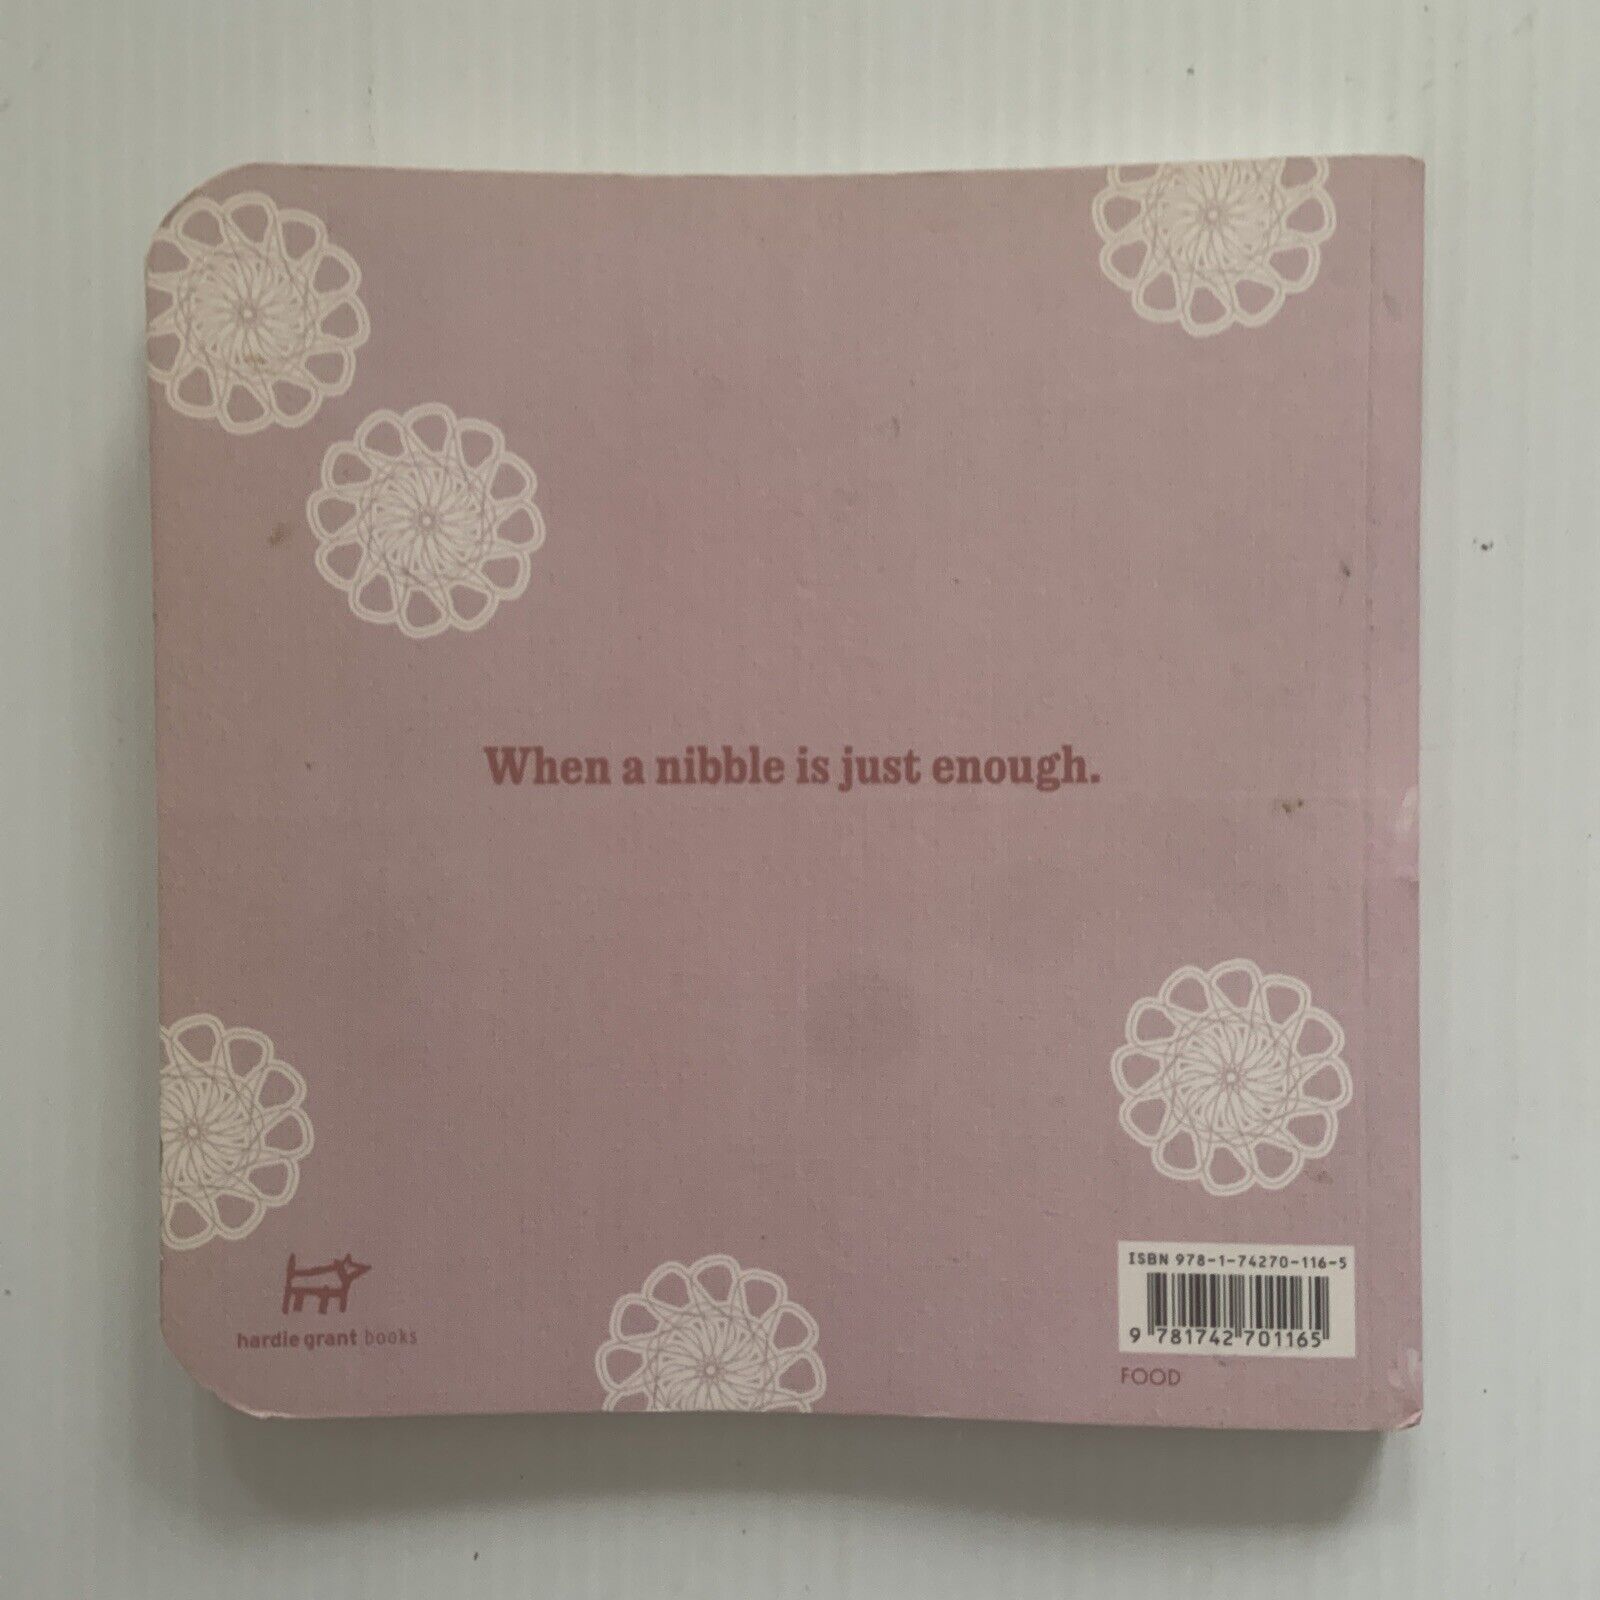 When a nibble is just enough.
hardie grant books
ISBN 978-1-74270-116-5
9 781742 701165
FOOD